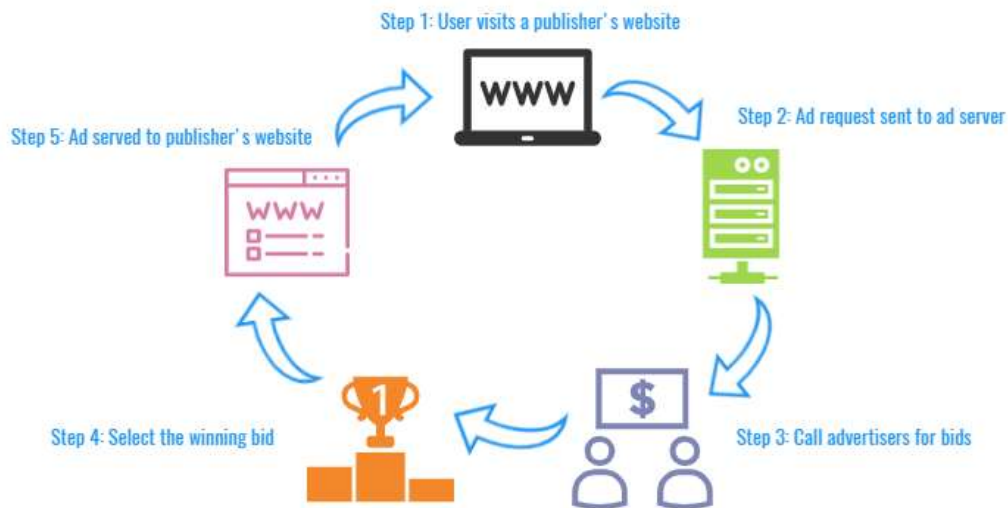 Step 1: User visits a publisher's website
WWW
Step 2: Ad request sent to ad server
Step 5: Ad served to publisher's website
WWW
$
Step 3: Call advertisers for bids
1
Step 4: Select the winning bid